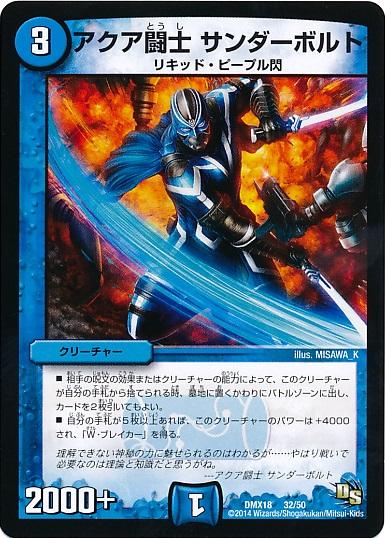 3
アクア闘士 サンダーボルト
とうし
リキッド・ピープル閃
illus. MISAWA_K
クリーチャー
■ 相手の呪文の効果またはクリーチャーの能力によって、このクリーチャー
が自分の手札から捨てられる時、墓地に置くかわりにバトルゾーンに出し、
カードを2枚引いてもよい。
■ 自分の手札が5枚以上あれば、このクリーチャーのパワーは+4000
され、「W・ブレイカー」を得る。
理解できない神秘の力に魅せられるのはわかるが……やはり戦いで
必要なのは理論と知識だと思うがね。
---アクア闘士 サンダーボルト
2000+
1
DMX18 32/50
©2014 Wizards/Shogakukan/Mitsui-Kids
DS